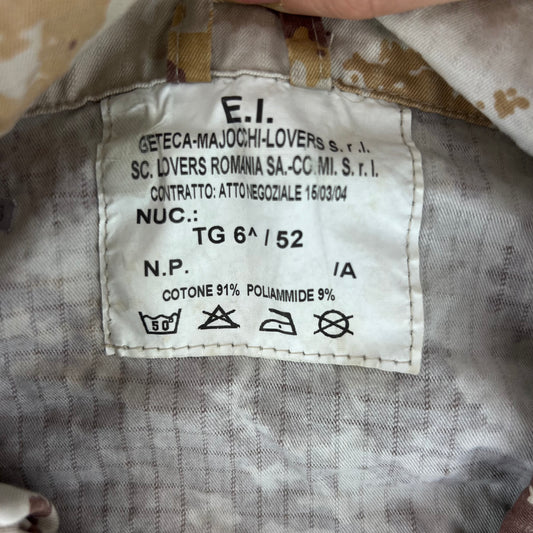 E.I.
GETECA-MAJOCCHI-LOVERS S. r. l.
SC. LOVERS ROMANIA SA.-CO.MI. S. r. l.
CONTRATTO: ATTO NEGOZIALE 15/03/04
NUC.:
TG 6^ / 52
N.P. /A
COTONE 91% POLIAMMIDE 9%
50°